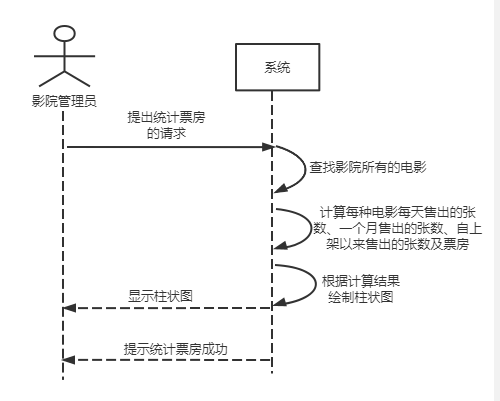 系统
影院管理员
提出统计票房
的请求
查找影院所有的电影
计算每种电影每天售出的张
数、一个月售出的张数、自上
架以来售出的张数及票房
根据计算结果
绘制柱状图
显示柱状图
提示统计票房成功